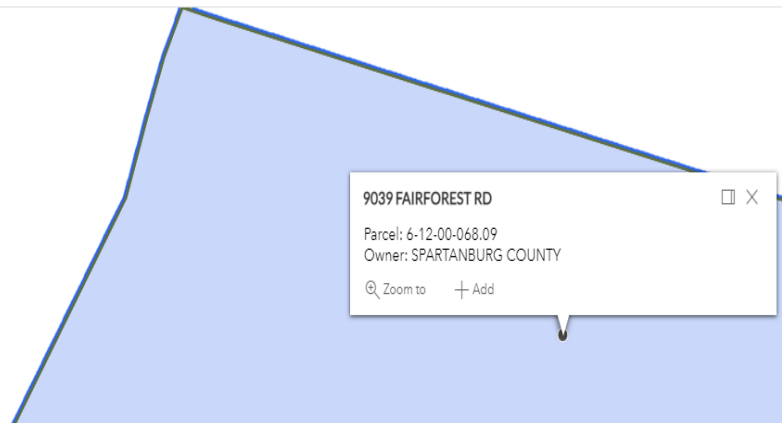 9039 FAIRFOREST RD
Parcel: 6-12-00-068.09
Owner: SPARTANBURG COUNTY
Zoom to
Add